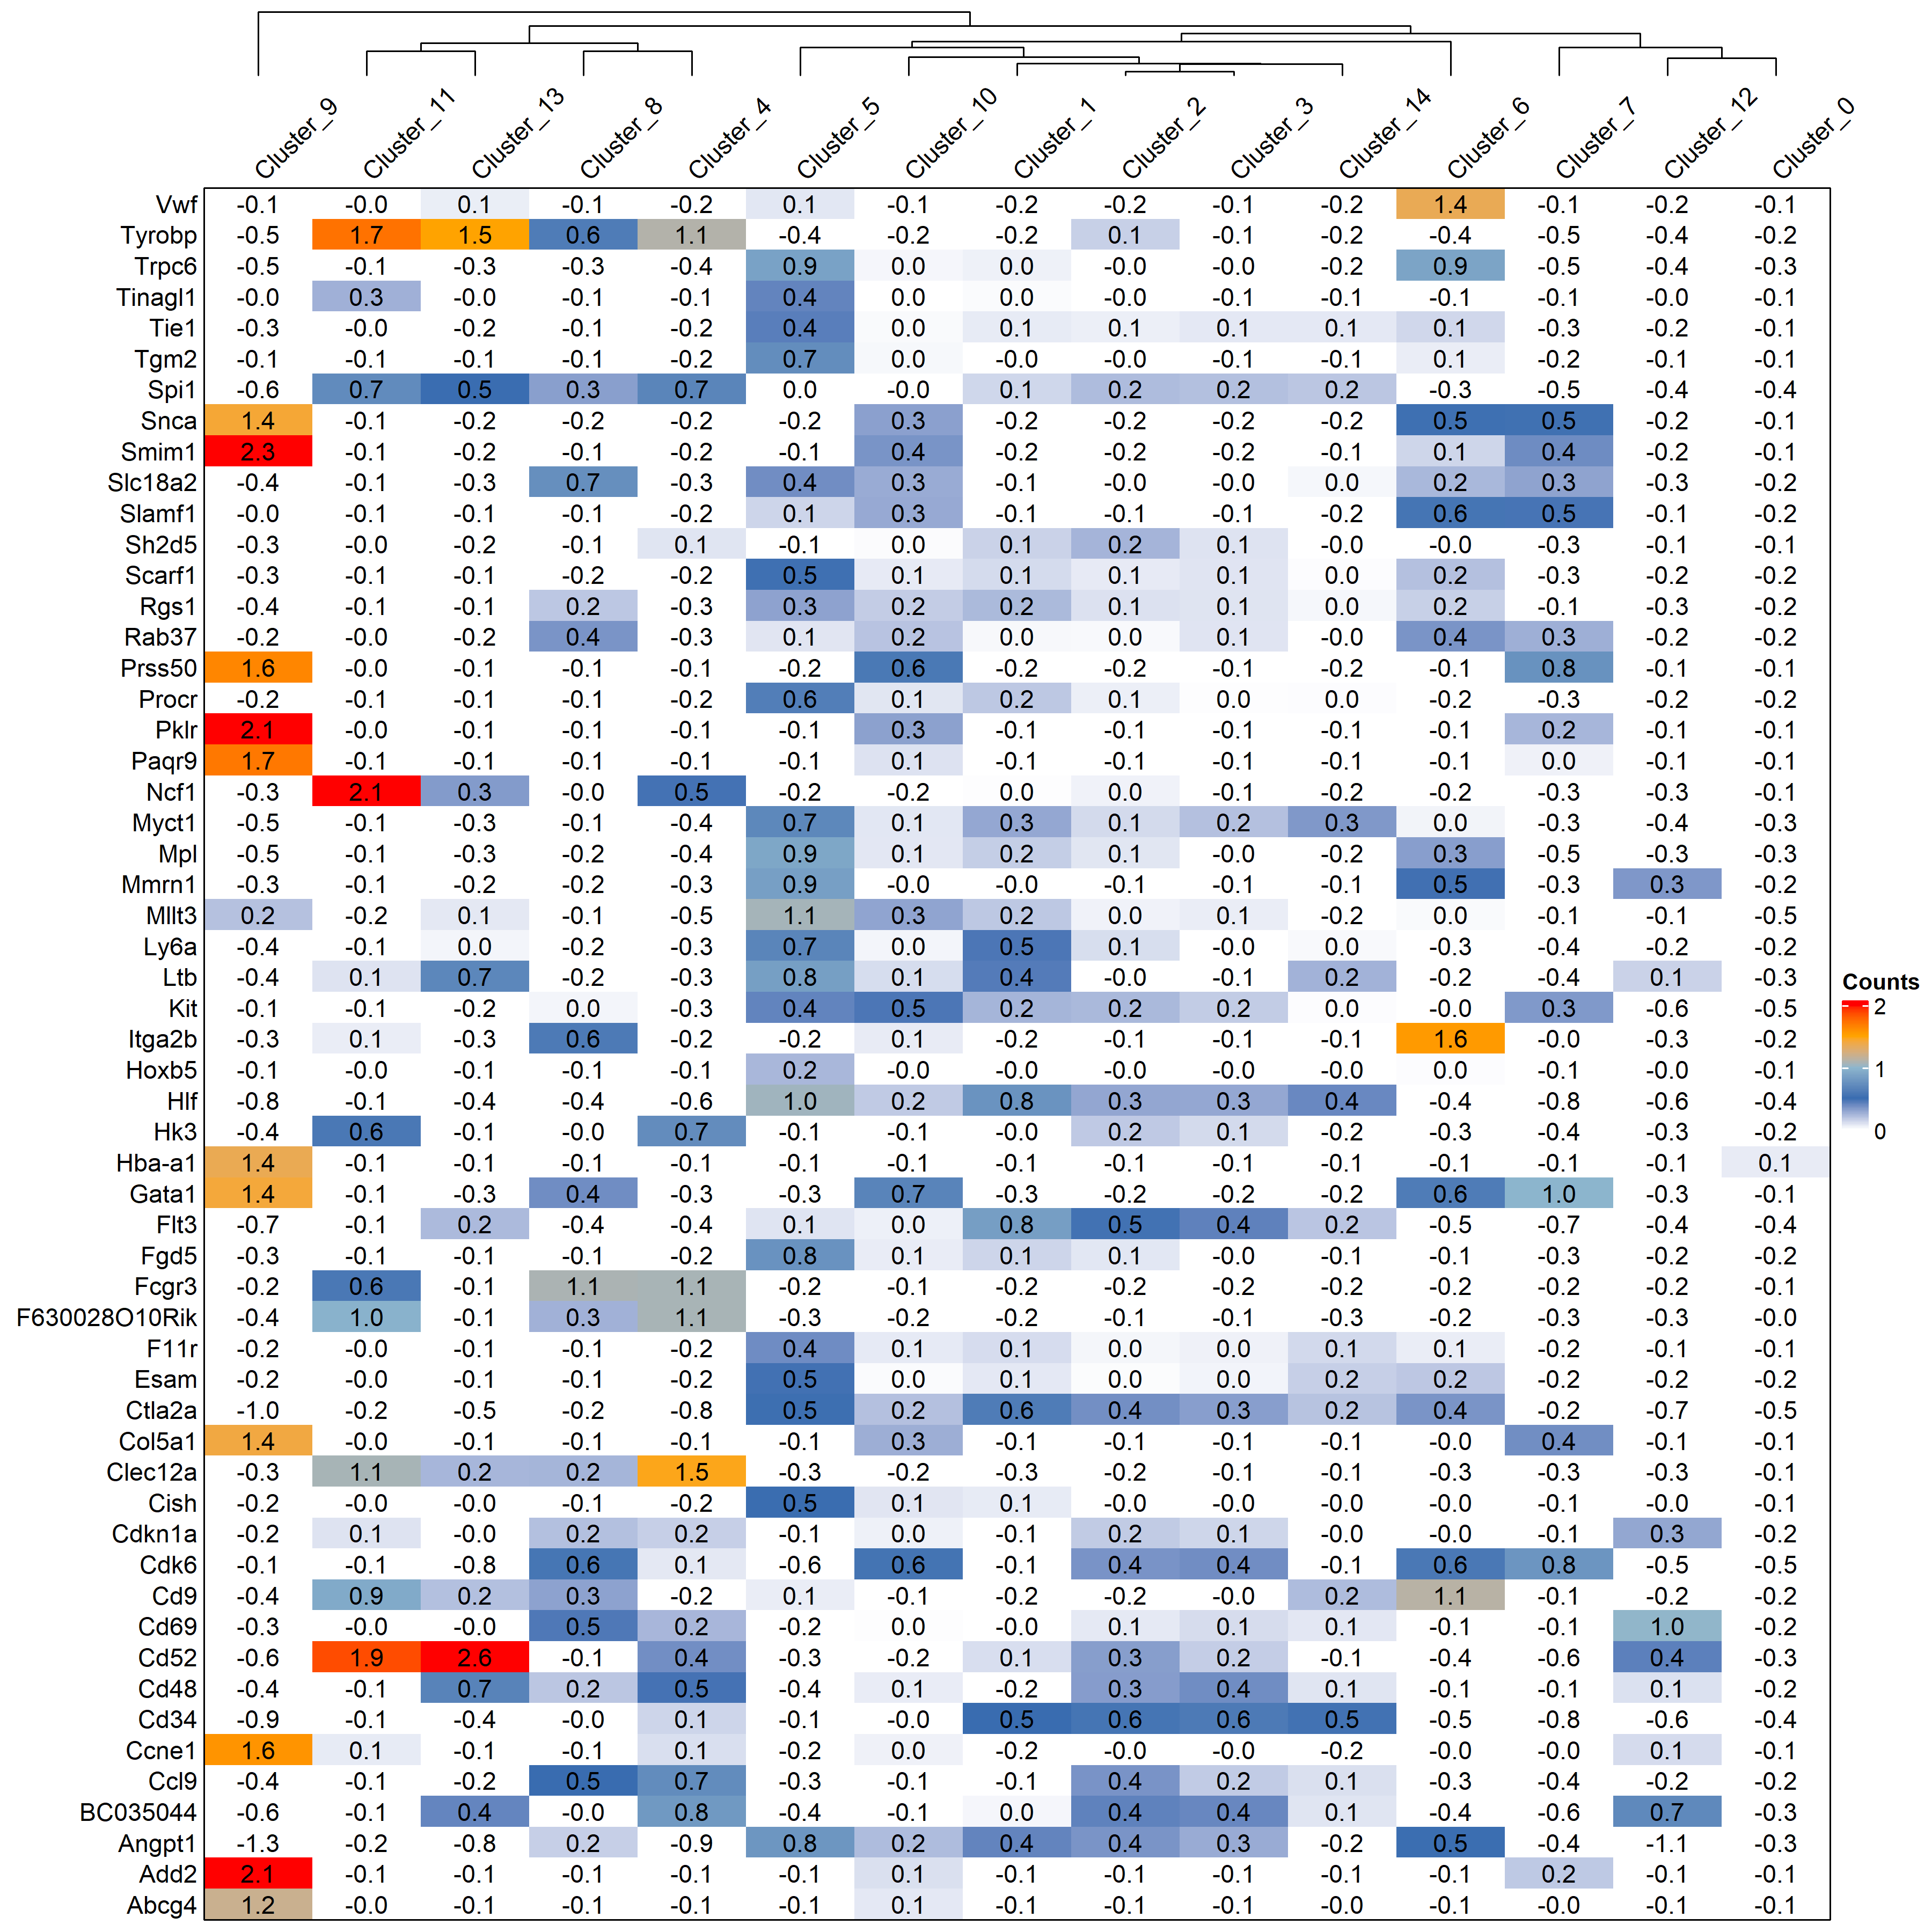 Cluster_9 Cluster_11 Cluster_13 Cluster_8 Cluster_4 Cluster_5 Cluster_10 Cluster_1 Cluster_2 Cluster_3 Cluster_14 Cluster_6 Cluster_7 Cluster_12 Cluster_0
Vwf -0.1 -0.0 0.1 -0.1 -0.2 0.1 -0.1 -0.2 -0.2 -0.1 -0.2 1.4 -0.1 -0.2 -0.1
Tyrobp -0.5 1.7 1.5 0.6 1.1 -0.4 -0.2 -0.2 0.1 -0.1 -0.2 -0.4 -0.5 -0.4 -0.2
Trpc6 -0.5 -0.1 -0.3 -0.3 -0.4 0.9 0.0 0.0 -0.0 -0.0 -0.2 0.9 -0.5 -0.4 -0.3
Tinagl1 -0.0 0.3 -0.0 -0.1 -0.1 0.4 0.0 0.0 -0.0 -0.1 -0.1 -0.1 -0.1 -0.0 -0.1
Tie1 -0.3 -0.0 -0.2 -0.1 -0.2 0.4 0.0 0.1 0.1 0.1 0.1 0.1 -0.3 -0.2 -0.1
Tgm2 -0.1 -0.1 -0.1 -0.1 -0.2 0.7 0.0 -0.0 -0.0 -0.1 -0.1 0.1 -0.2 -0.1 -0.1
Spi1 -0.6 0.7 0.5 0.3 0.7 0.0 -0.0 0.1 0.2 0.2 0.2 -0.3 -0.5 -0.4 -0.4
Snca 1.4 -0.1 -0.2 -0.2 -0.2 -0.2 0.3 -0.2 -0.2 -0.2 -0.2 0.5 0.5 -0.2 -0.1
Smim1 2.3 -0.1 -0.2 -0.1 -0.2 -0.1 0.4 -0.2 -0.2 -0.2 -0.1 0.1 0.4 -0.2 -0.1
Slc18a2 -0.4 -0.1 -0.3 0.7 -0.3 0.4 0.3 -0.1 -0.0 -0.0 0.0 0.2 0.3 -0.3 -0.2
Slamf1 -0.0 -0.1 -0.1 -0.1 -0.2 0.1 0.3 -0.1 -0.1 -0.1 -0.2 0.6 0.5 -0.1 -0.2
Sh2d5 -0.3 -0.0 -0.2 -0.1 0.1 -0.1 0.0 0.1 0.2 0.1 -0.0 -0.0 -0.3 -0.1 -0.1
Scarf1 -0.3 -0.1 -0.1 -0.2 -0.2 0.5 0.1 0.1 0.1 0.1 0.0 0.2 -0.3 -0.2 -0.2
Rgs1 -0.4 -0.1 -0.1 0.2 -0.3 0.3 0.2 0.2 0.1 0.1 0.0 0.2 -0.1 -0.3 -0.2
Rab37 -0.2 -0.0 -0.2 0.4 -0.3 0.1 0.2 0.0 0.0 0.1 -0.0 0.4 0.3 -0.2 -0.2
Prss50 1.6 -0.0 -0.1 -0.1 -0.1 -0.2 0.6 -0.2 -0.2 -0.1 -0.2 -0.1 0.8 -0.1 -0.1
Procr -0.2 -0.1 -0.1 -0.1 -0.2 0.6 0.1 0.2 0.1 0.0 0.0 -0.2 -0.3 -0.2 -0.2
Pklr 2.1 -0.0 -0.1 -0.1 -0.1 -0.1 0.3 -0.1 -0.1 -0.1 -0.1 -0.1 0.2 -0.1 -0.1
Paqr9 1.7 -0.1 -0.1 -0.1 -0.1 -0.1 0.1 -0.1 -0.1 -0.1 -0.1 -0.1 0.0 -0.1 -0.1
Ncf1 -0.3 2.1 0.3 -0.0 0.5 -0.2 -0.2 0.0 0.0 -0.1 -0.2 -0.2 -0.3 -0.3 -0.1
Myct1 -0.5 -0.1 -0.3 -0.1 -0.4 0.7 0.1 0.3 0.1 0.2 0.3 0.0 -0.3 -0.4 -0.3
Mpl -0.5 -0.1 -0.3 -0.2 -0.4 0.9 0.1 0.2 0.1 -0.0 -0.2 0.3 -0.5 -0.3 -0.3
Mmrn1 -0.3 -0.1 -0.2 -0.2 -0.3 0.9 -0.0 -0.0 -0.1 -0.1 -0.1 0.5 -0.3 0.3 -0.2
Mllt3 0.2 -0.2 0.1 -0.1 -0.5 1.1 0.3 0.2 0.0 0.1 -0.2 0.0 -0.1 -0.1 -0.5
Ly6a -0.4 -0.1 0.0 -0.2 -0.3 0.7 0.0 0.5 0.1 -0.0 0.0 -0.3 -0.4 -0.2 -0.2
Ltb -0.4 0.1 0.7 -0.2 -0.3 0.8 0.1 0.4 -0.0 -0.1 0.2 -0.2 -0.4 0.1 -0.3
Kit -0.1 -0.1 -0.2 0.0 -0.3 0.4 0.5 0.2 0.2 0.2 0.0 -0.0 0.3 -0.6 -0.5
Itga2b -0.3 0.1 -0.3 0.6 -0.2 -0.2 0.1 -0.2 -0.1 -0.1 -0.1 1.6 -0.0 -0.3 -0.2
Hoxb5 -0.1 -0.0 -0.1 -0.1 -0.1 0.2 -0.0 -0.0 -0.0 -0.0 -0.0 0.0 -0.1 -0.0 -0.1
Hlf -0.8 -0.1 -0.4 -0.4 -0.6 1.0 0.2 0.8 0.3 0.3 0.4 -0.4 -0.8 -0.6 -0.4
Hk3 -0.4 0.6 -0.1 -0.0 0.7 -0.1 -0.1 -0.0 0.2 0.1 -0.2 -0.3 -0.4 -0.3 -0.2
Hba-a1 1.4 -0.1 -0.1 -0.1 -0.1 -0.1 -0.1 -0.1 -0.1 -0.1 -0.1 -0.1 -0.1 -0.1 0.1
Gata1 1.4 -0.1 -0.3 0.4 -0.3 -0.3 0.7 -0.3 -0.2 -0.2 -0.2 0.6 1.0 -0.3 -0.1
Flt3 -0.7 -0.1 0.2 -0.4 -0.4 0.1 0.0 0.8 0.5 0.4 0.2 -0.5 -0.7 -0.4 -0.4
Fgd5 -0.3 -0.1 -0.1 -0.1 -0.2 0.8 0.1 0.1 0.1 -0.0 -0.1 -0.1 -0.3 -0.2 -0.2
Fcgr3 -0.2 0.6 -0.1 1.1 1.1 -0.2 -0.1 -0.2 -0.2 -0.2 -0.2 -0.2 -0.2 -0.2 -0.1
F630028O10Rik -0.4 1.0 -0.1 0.3 1.1 -0.3 -0.2 -0.2 -0.1 -0.1 -0.3 -0.2 -0.3 -0.3 -0.0
F11r -0.2 -0.0 -0.1 -0.1 -0.2 0.4 0.1 0.1 0.0 0.0 0.1 0.1 -0.2 -0.1 -0.1
Esam -0.2 -0.0 -0.1 -0.1 -0.2 0.5 0.0 0.1 0.0 0.0 0.2 0.2 -0.2 -0.2 -0.2
Ctla2a -1.0 -0.2 -0.5 -0.2 -0.8 0.5 0.2 0.6 0.4 0.3 0.2 0.4 -0.2 -0.7 -0.5
Col5a1 1.4 -0.0 -0.1 -0.1 -0.1 -0.1 0.3 -0.1 -0.1 -0.1 -0.1 -0.0 0.4 -0.1 -0.1
Clec12a -0.3 1.1 0.2 0.2 1.5 -0.3 -0.2 -0.3 -0.2 -0.1 -0.1 -0.3 -0.3 -0.3 -0.1
Cish -0.2 -0.0 -0.0 -0.1 -0.2 0.5 0.1 0.1 -0.0 -0.0 -0.0 -0.0 -0.1 -0.0 -0.1
Cdkn1a -0.2 0.1 -0.0 0.2 0.2 -0.1 0.0 -0.1 0.2 0.1 -0.0 -0.0 -0.1 0.3 -0.2
Cdk6 -0.1 -0.1 -0.8 0.6 0.1 -0.6 0.6 -0.1 0.4 0.4 -0.1 0.6 0.8 -0.5 -0.5
Cd9 -0.4 0.9 0.2 0.3 -0.2 0.1 -0.1 -0.2 -0.2 -0.0 0.2 1.1 -0.1 -0.2 -0.2
Cd69 -0.3 -0.0 -0.0 0.5 0.2 -0.2 0.0 -0.0 0.1 0.1 0.1 -0.1 -0.1 1.0 -0.2
Cd52 -0.6 1.9 2.6 -0.1 0.4 -0.3 -0.2 0.1 0.3 0.2 -0.1 -0.4 -0.6 0.4 -0.3
Cd48 -0.4 -0.1 0.7 0.2 0.5 -0.4 0.1 -0.2 0.3 0.4 0.1 -0.1 -0.1 0.1 -0.2
Cd34 -0.9 -0.1 -0.4 -0.0 0.1 -0.1 -0.0 0.5 0.6 0.6 0.5 -0.5 -0.8 -0.6 -0.4
Ccne1 1.6 0.1 -0.1 -0.1 0.1 -0.2 0.0 -0.2 -0.0 -0.0 -0.2 -0.0 -0.0 0.1 -0.1
Ccl9 -0.4 -0.1 -0.2 0.5 0.7 -0.3 -0.1 -0.1 0.4 0.2 0.1 -0.3 -0.4 -0.2 -0.2
BC035044 -0.6 -0.1 0.4 -0.0 0.8 -0.4 -0.1 0.0 0.4 0.4 0.1 -0.4 -0.6 0.7 -0.3
Angpt1 -1.3 -0.2 -0.8 0.2 -0.9 0.8 0.2 0.4 0.4 0.3 -0.2 0.5 -0.4 -1.1 -0.3
Add2 2.1 -0.1 -0.1 -0.1 -0.1 -0.1 0.1 -0.1 -0.1 -0.1 -0.1 -0.1 0.2 -0.1 -0.1
Abcg4 1.2 -0.0 -0.1 -0.1 -0.1 -0.1 0.1 -0.1 -0.1 -0.1 -0.0 -0.1 -0.0 -0.1 -0.1
Counts
2
1
0